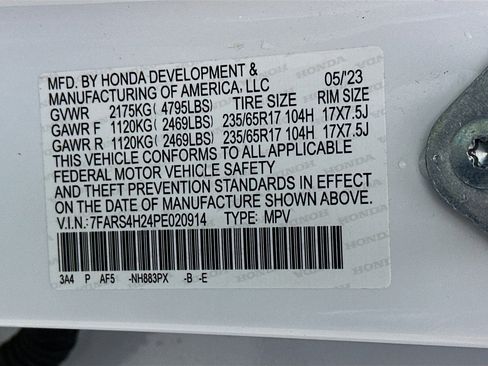 MFD. BY HONDA DEVELOPMENT & 05/'23
MANUFACTURING OF AMERICA, LLC
GVWR 2175KG( 4795LBS) TIRE SIZE RIM SIZE
GAWR F 1120KG( 2469LBS) 235/65R17 104H 17X7.5J
GAWR R 1120KG( 2469LBS) 235/65R17 104H 17X7.5J
THIS VEHICLE CONFORMS TO ALL APPLICABLE
FEDERAL MOTOR VEHICLE SAFETY
AND THEFT PREVENTION STANDARDS IN EFFECT
ON THE DATE OF MANUFACTURE SHOWN ABOVE.
V.I.N.:7FARS4H24PE020914 TYPE: MPV
3A4 P AF5 -NH883PX -B -E